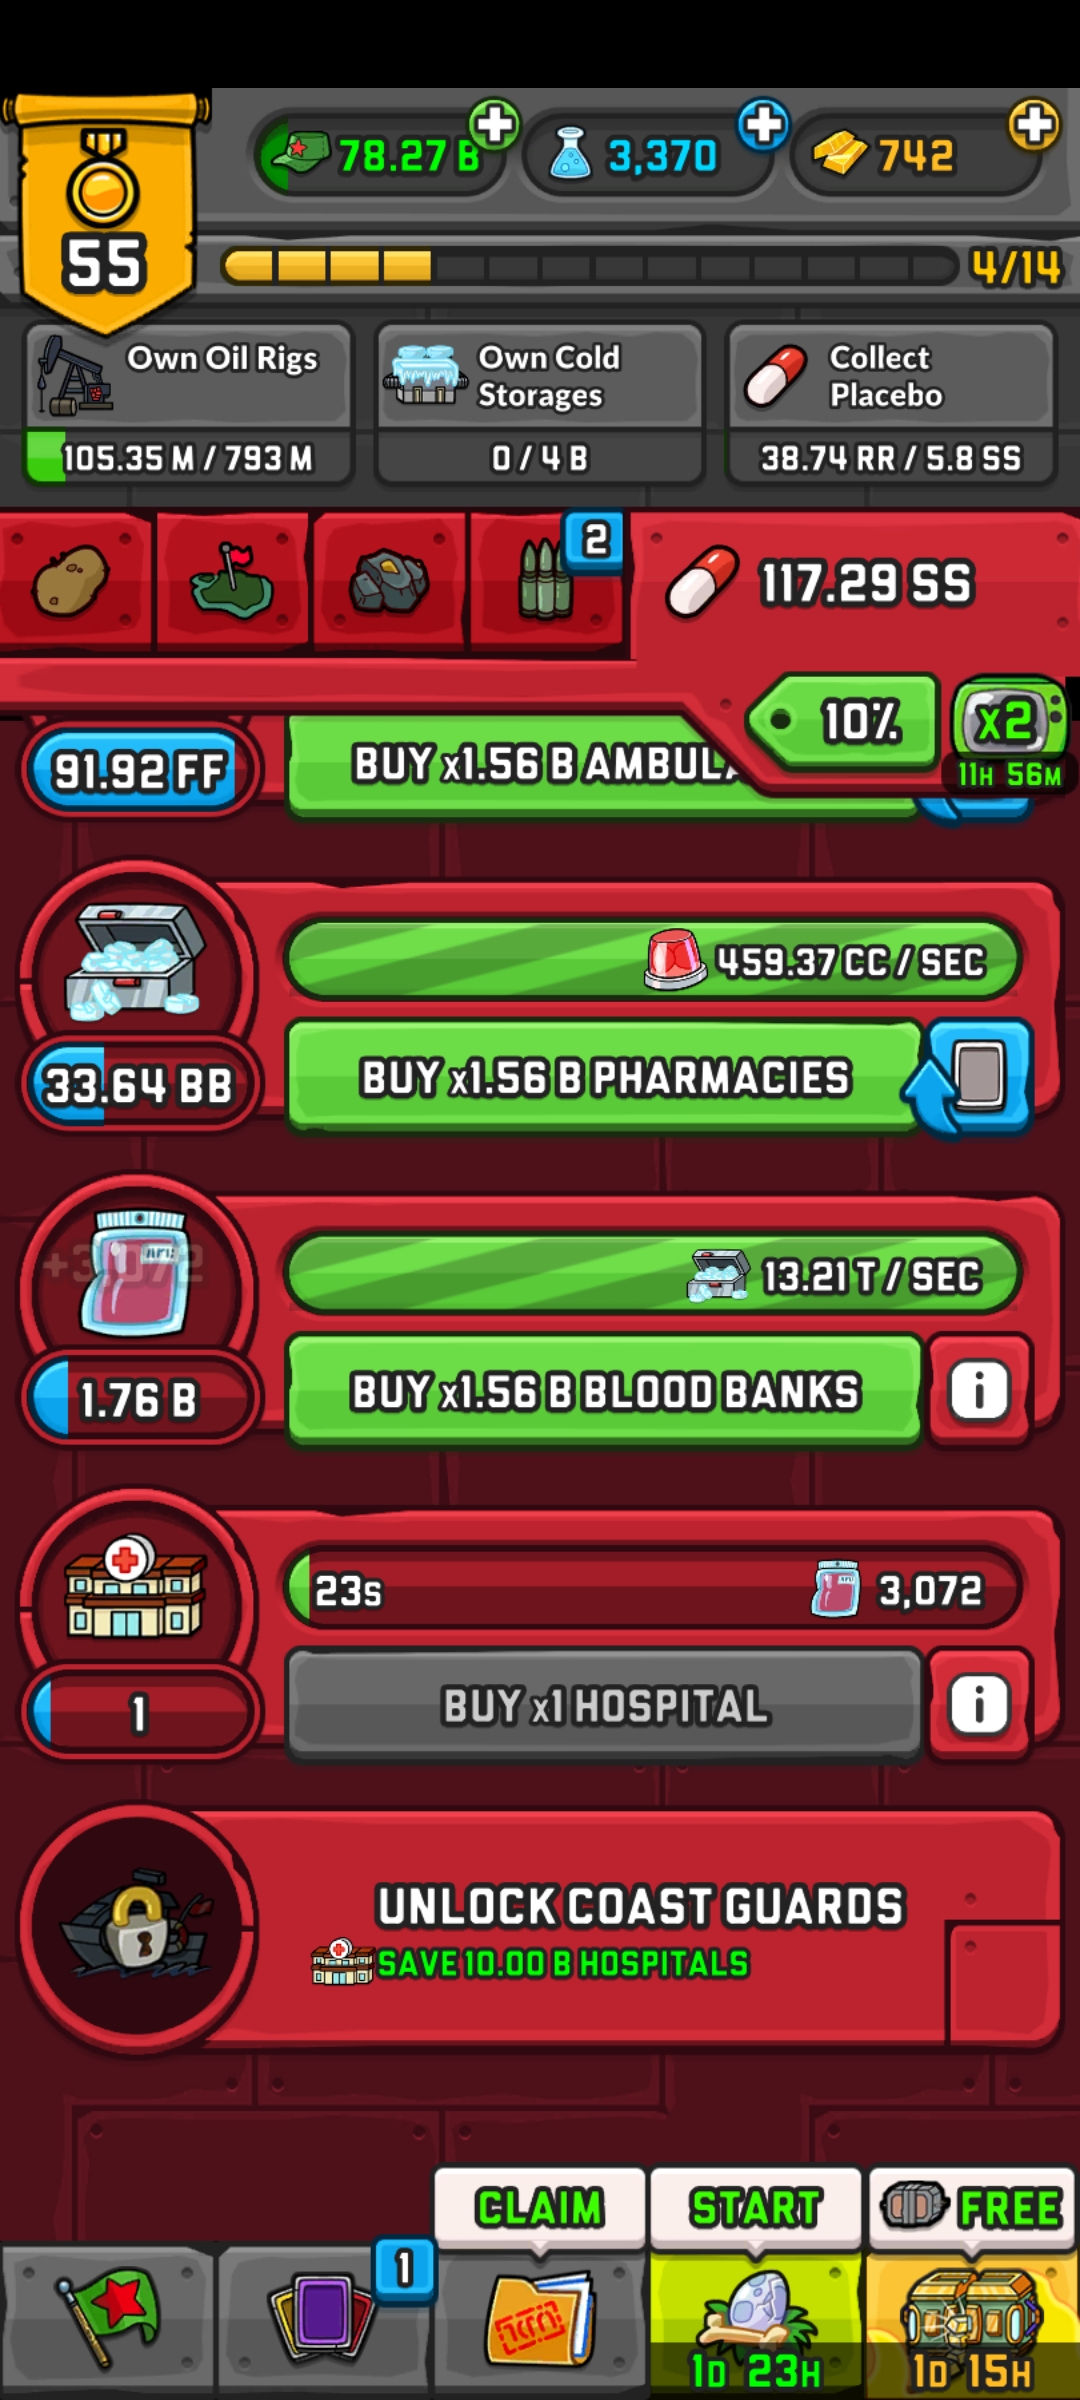 78.27 B
3,370
742
55
4/14
Own Oil Rigs
105.35 M / 793 M
Own Cold
Storages
0 / 4 B
Collect
Placebo
38.74 RR / 5.8 SS
2
117.29 SS
10%
x2
11H 56M
91.92 FF
BUY x1.56 B AMBUL
459.37 CC / SEC
33.64 BB
BUY x1.56 B PHARMACIES
+3,072
13.21 T / SEC
1.76 B
BUY x1.56 B BLOOD BANKS
i
23s
3,072
1
BUY x1 HOSPITAL
i
UNLOCK COAST GUARDS
SAVE 10.00 B HOSPITALS
CLAIM
START
FREE
1
1D 23H
1D 15H